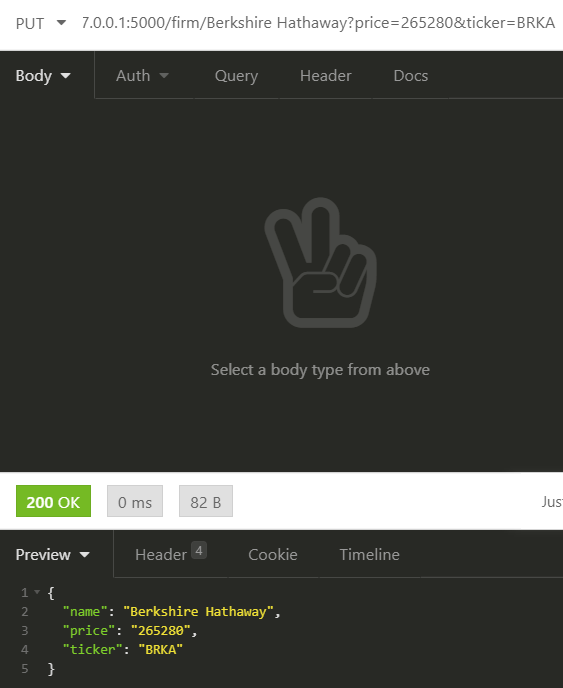 PUT 7.0.0.1:5000/firm/Berkshire Hathaway?price=265280&ticker=BRKA
Body Auth Query Header Docs
Select a body type from above
200 OK 0 ms 82 B Jus
Preview Header 4 Cookie Timeline
1 {
2 "name": "Berkshire Hathaway",
3 "price": "265280",
4 "ticker": "BRKA"
5 }